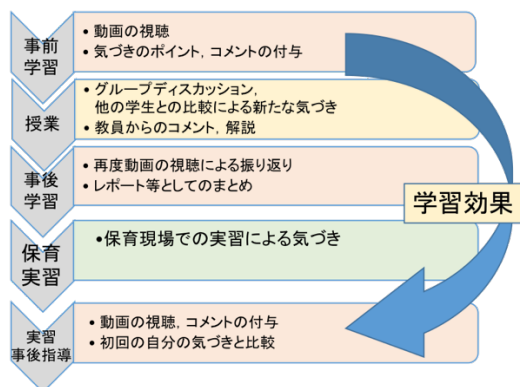 事前
学習
• 動画の視聴
• 気づきのポイント，コメントの付与
授業
• グループディスカッション，
他の学生との比較による新たな気づき
• 教員からのコメント，解説
事後
学習
• 再度動画の視聴による振り返り
• レポート等としてのまとめ
学習効果
保育
実習
•保育現場での実習による気づき
実習
事後指導
• 動画の視聴，コメントの付与
• 初回の自分の気づきと比較